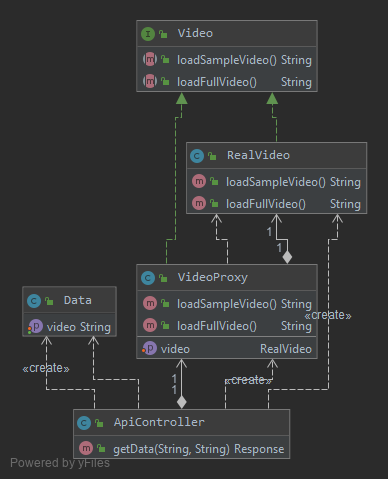 Video
loadSampleVideo() String
loadFullVideo() String
RealVideo
loadSampleVideo() String
loadFullVideo() String
1
1
VideoProxy
loadSampleVideo() String
loadFullVideo() String
video RealVideo
Data
video String
«create»
«create»
«create»
1
1
ApiController
getData(String, String) Response
Powered by yFiles